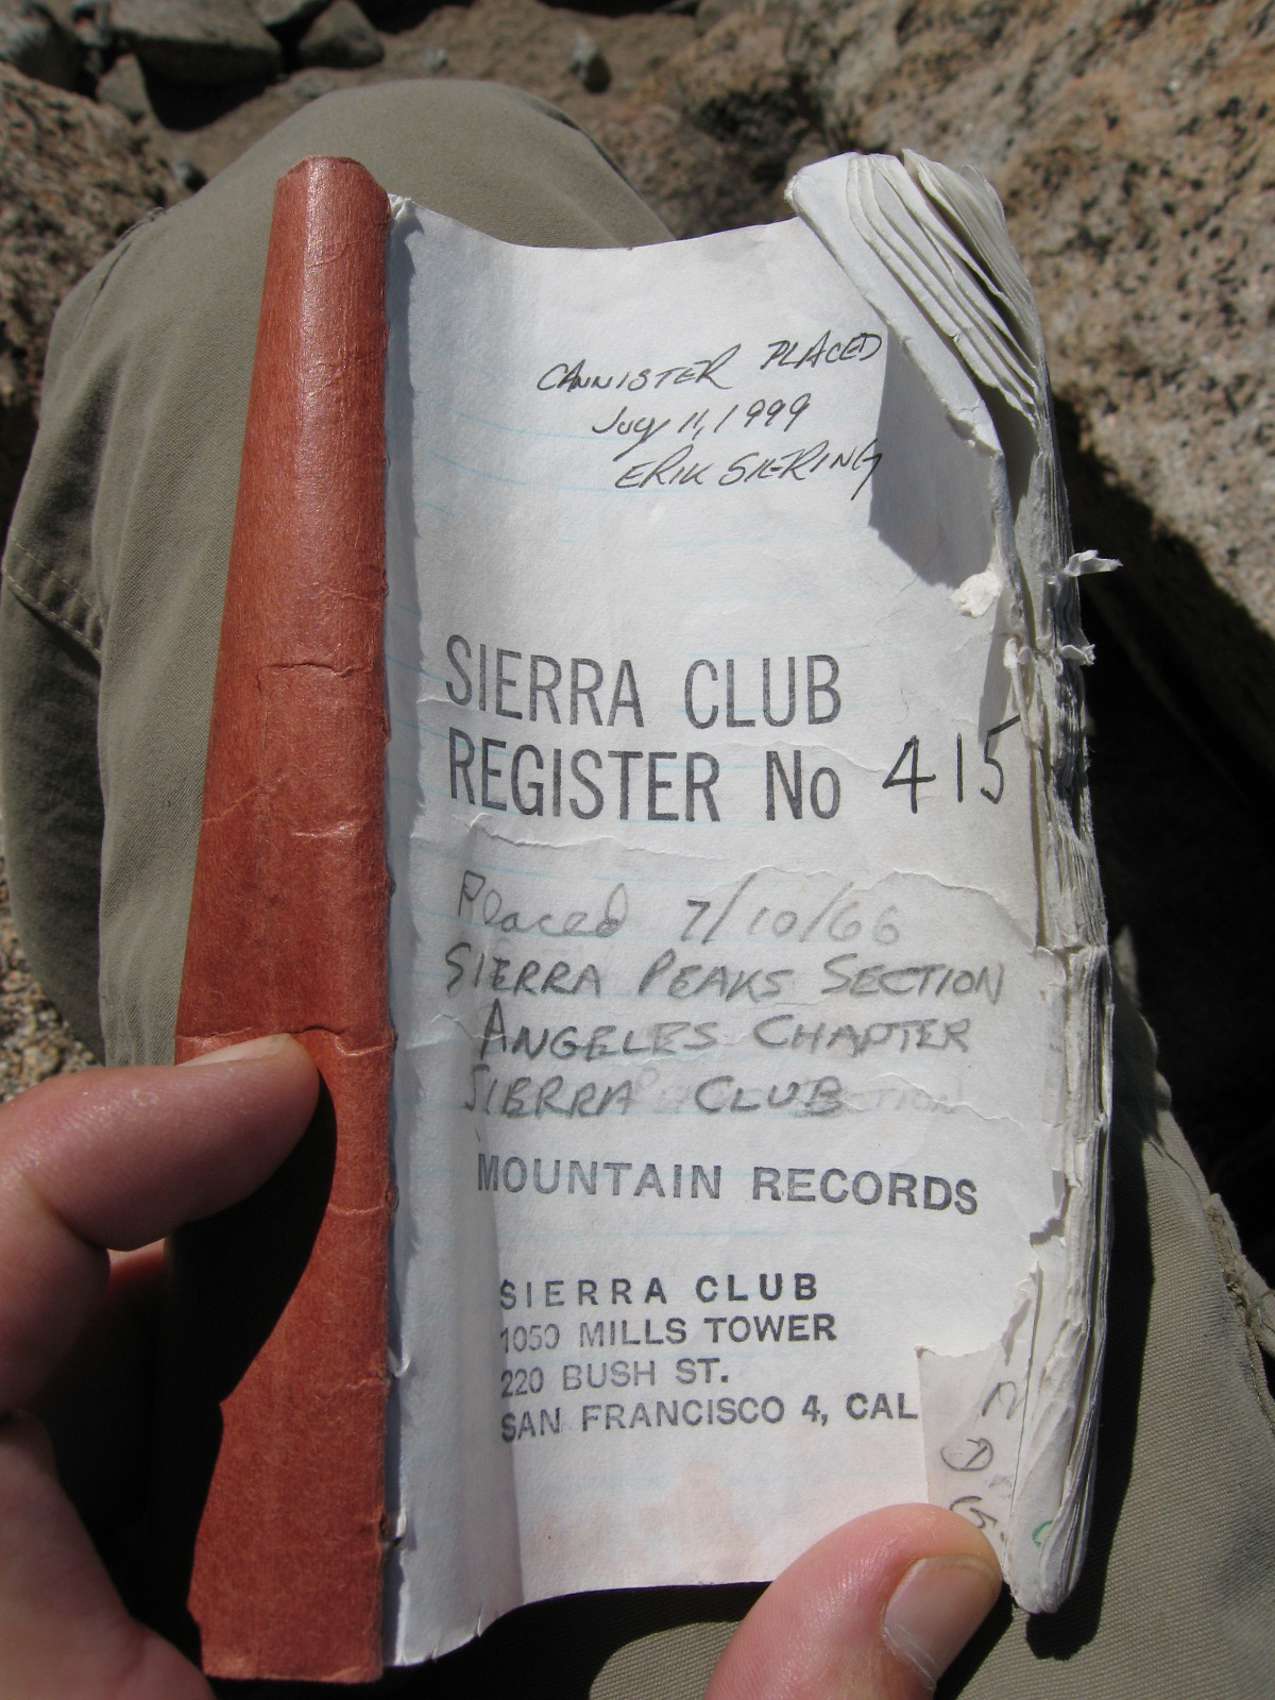 CANNISTER PLACED
July 11, 1999
ERIK SIERING
SIERRA CLUB
REGISTER No 415
Placed 7/10/66
SIERRA PEAKS SECTION
ANGELES CHAPTER
SIERRA CLUB
MOUNTAIN RECORDS
SIERRA CLUB
1050 MILLS TOWER
220 BUSH ST.
SAN FRANCISCO 4, CAL